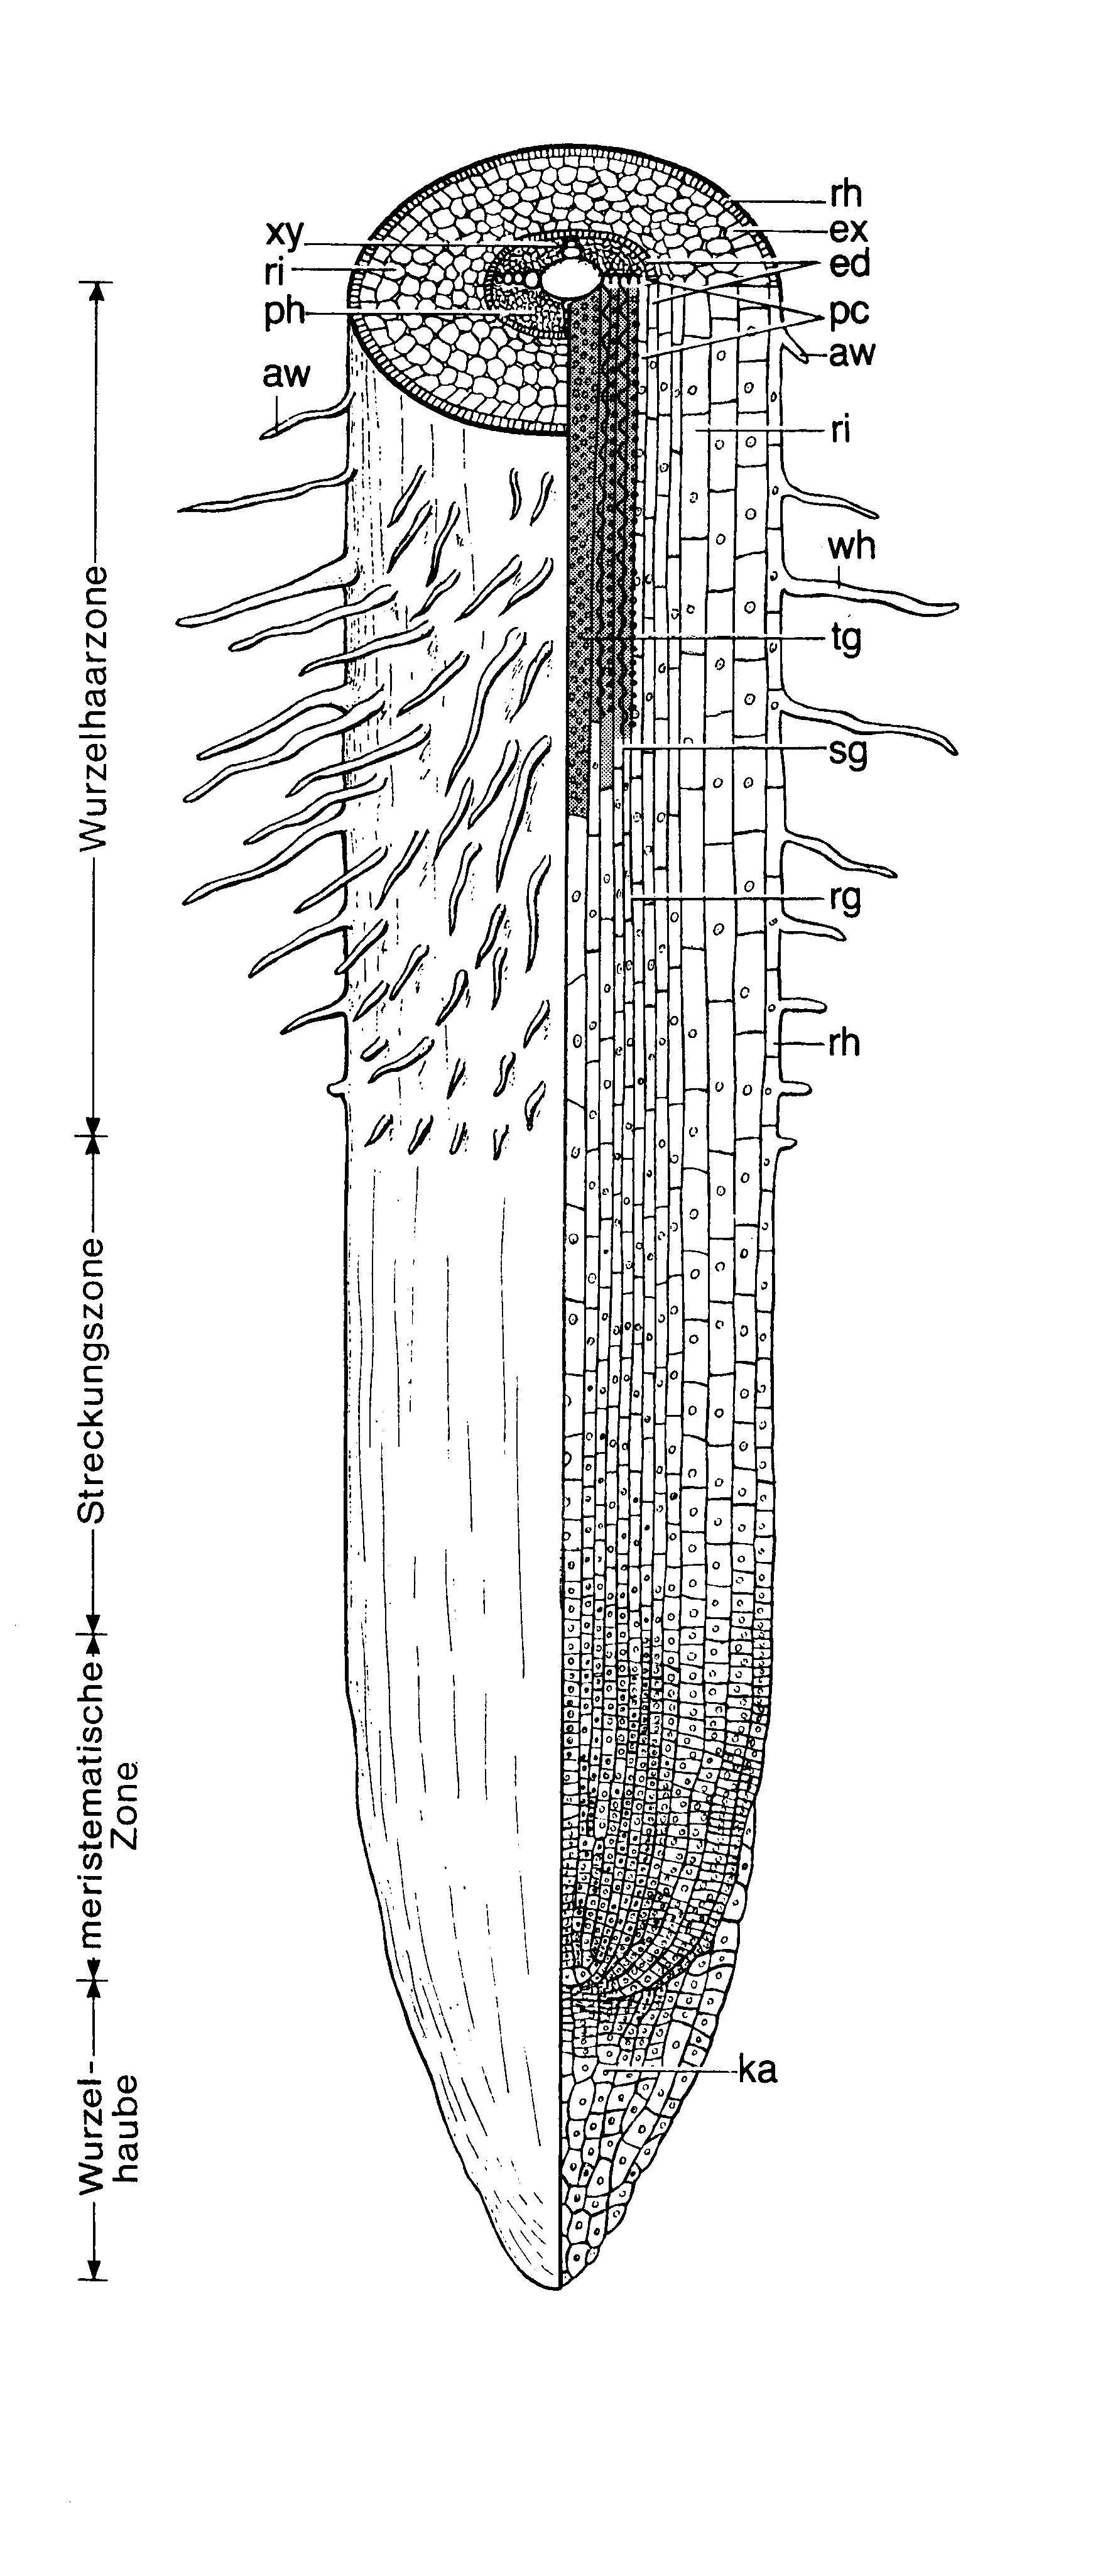 rh
xy
ex
ri
ed
ph
pc
aw
aw
ri
wh
Wurzelhaarzone
tg
sg
rg
rh
Streckungszone
meristematische
Zone
ka
Wurzel-
haube